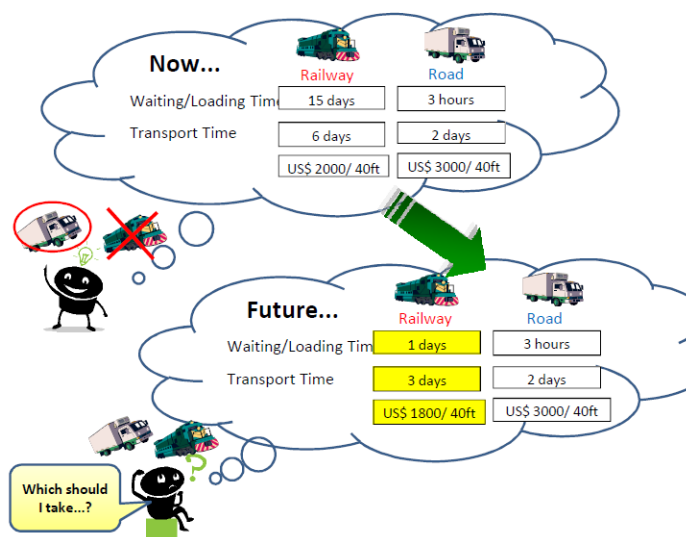 Now...
Railway Road
Waiting/Loading Time 15 days 3 hours
Transport Time 6 days 2 days
US$ 2000/ 40ft US$ 3000/ 40ft
Future...
Railway Road
Waiting/Loading Tim 1 days 3 hours
Transport Time 3 days 2 days
US$ 1800/ 40ft US$ 3000/ 40ft
?
Which should
I take...?